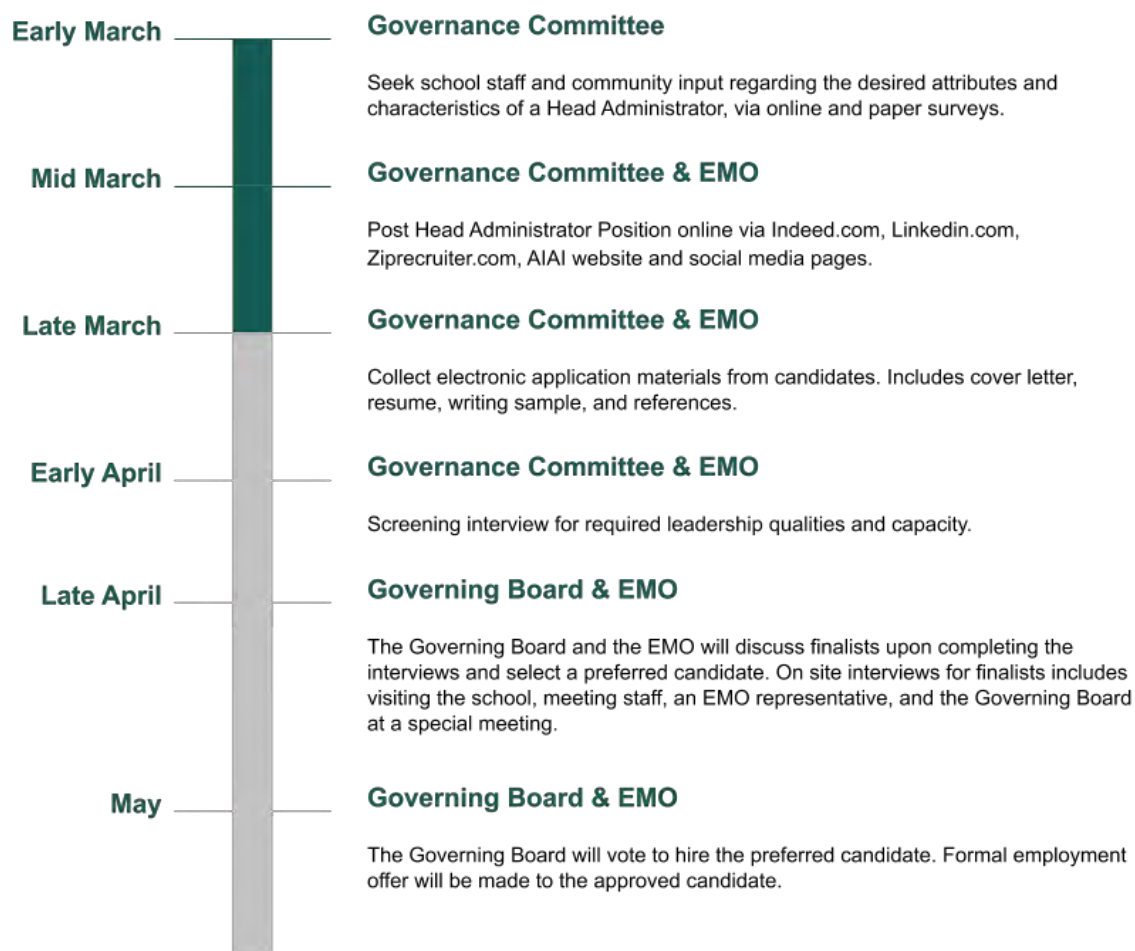 Early March
Governance Committee
Seek school staff and community input regarding the desired attributes and
characteristics of a Head Administrator, via online and paper surveys.
Mid March
Governance Committee & EMO
Post Head Administrator Position online via Indeed.com, Linkedin.com,
Ziprecruiter.com, AIAI website and social media pages.
Late March
Governance Committee & EMO
Collect electronic application materials from candidates. Includes cover letter,
resume, writing sample, and references.
Early April
Governance Committee & EMO
Screening interview for required leadership qualities and capacity.
Late April
Governing Board & EMO
The Governing Board and the EMO will discuss finalists upon completing the
interviews and select a preferred candidate. On site interviews for finalists includes
visiting the school, meeting staff, an EMO representative, and the Governing Board
at a special meeting.
May
Governing Board & EMO
The Governing Board will vote to hire the preferred candidate. Formal employment
offer will be made to the approved candidate.